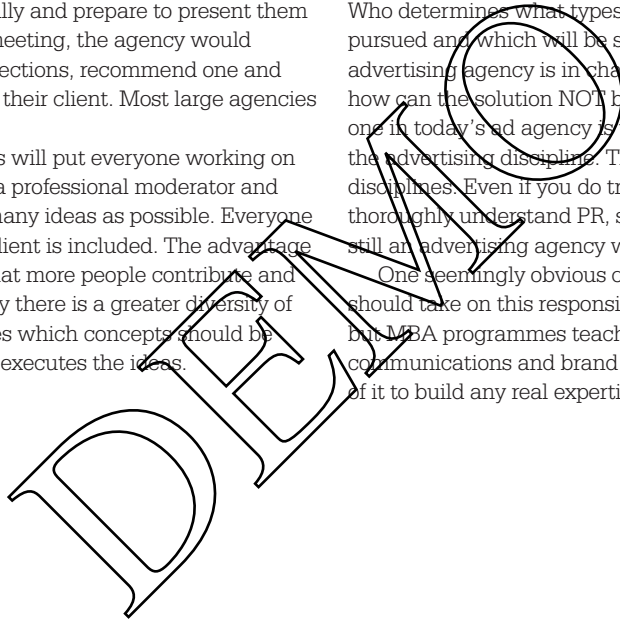 lly and prepare to present them
neeting, the agency would
ections, recommend one and
their client. Most large agencies
s will put everyone working on
a professional moderator and
nany ideas as possible. Everyone
lient is included. The advantage
at more people contribute and
y there is a greater diversity of
es which concepts should be
executes the ideas.
Who determines what types
pursued and which will be s
advertising agency is in cha
how can the solution NOT b
one in today's ad agency is
the advertising discipline. T
disciplines. Even if you do tr
thoroughly understand PR, s
still an advertising agency w
One seemingly obvious c
should take on this responsi
but MBA programmes teach
communications and brand
of it to build any real experti
DEMO